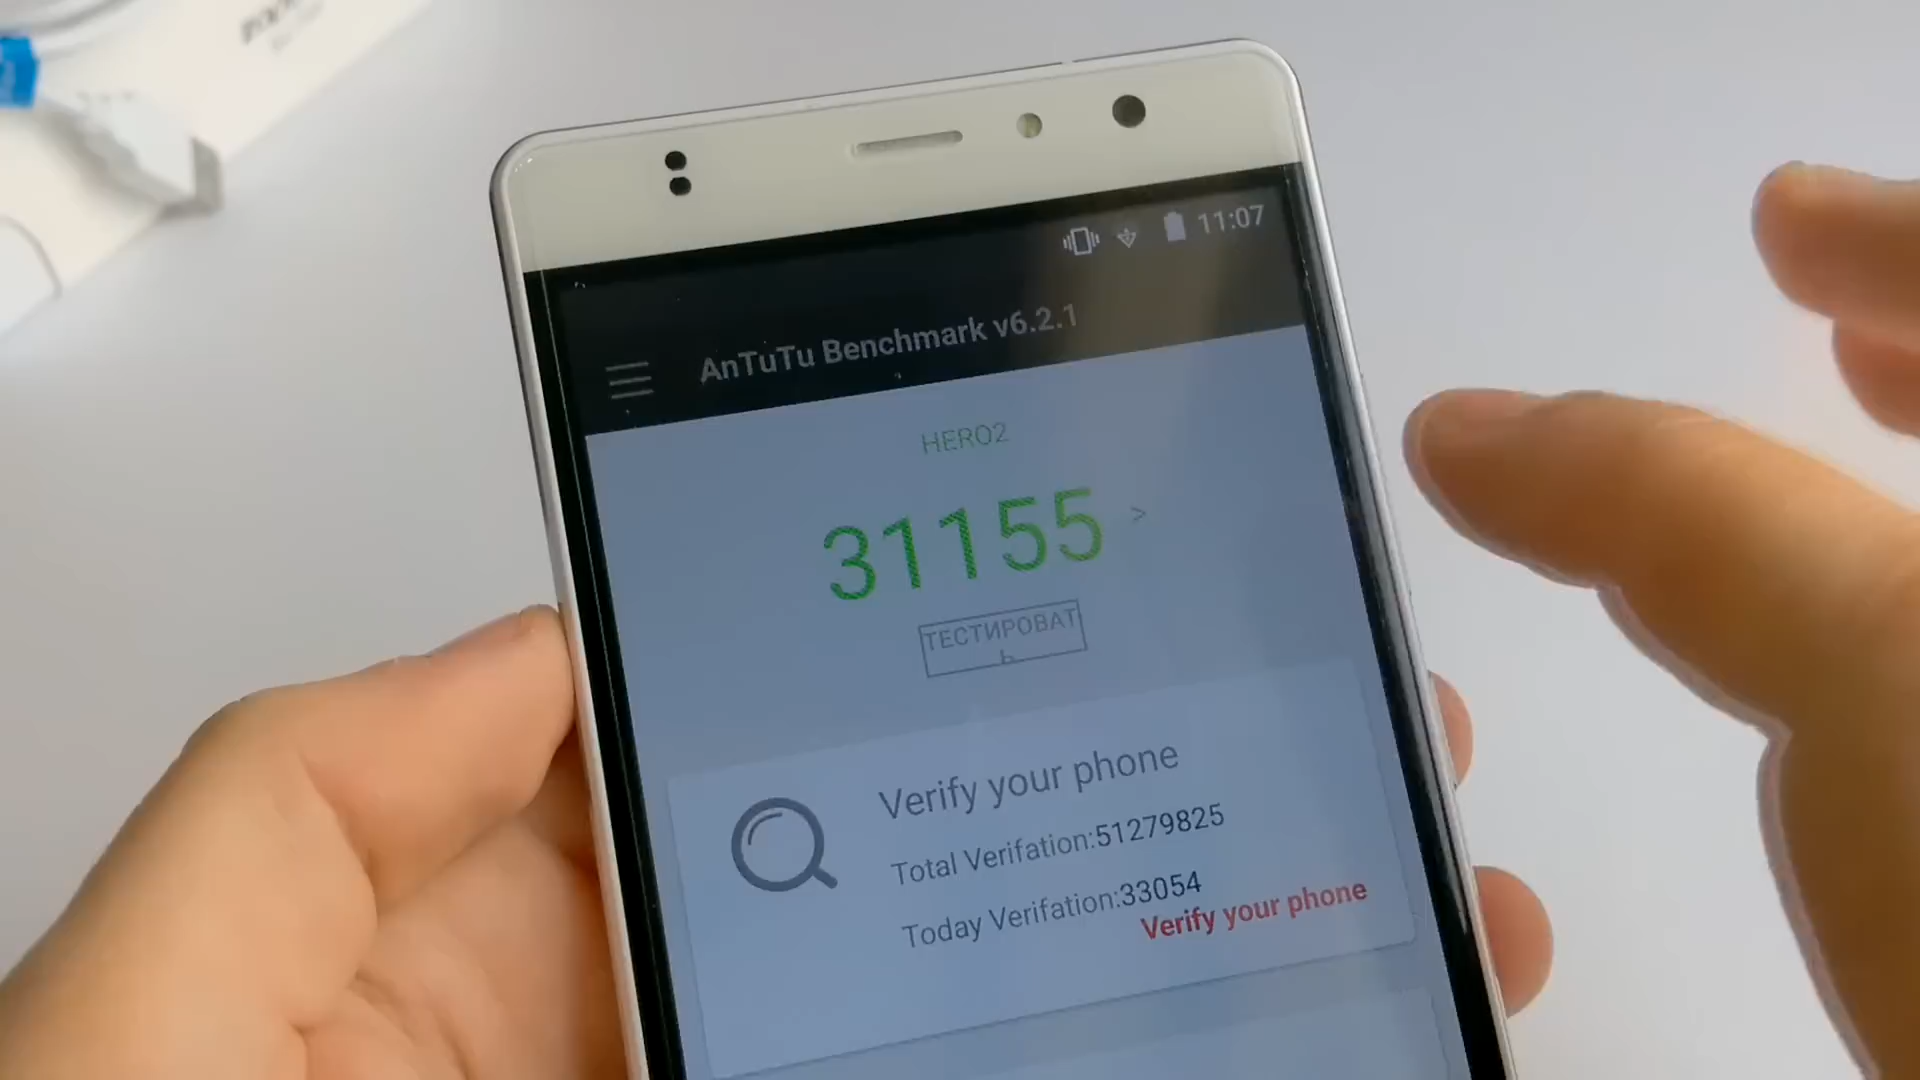 11:07
AnTuTu Benchmark v6.2.1
HERO2
31155 >
ТЕСТИРОВАТ
Ь
Verify your phone
Total Verifation:51279825
Today Verifation:33054
Verify your phone